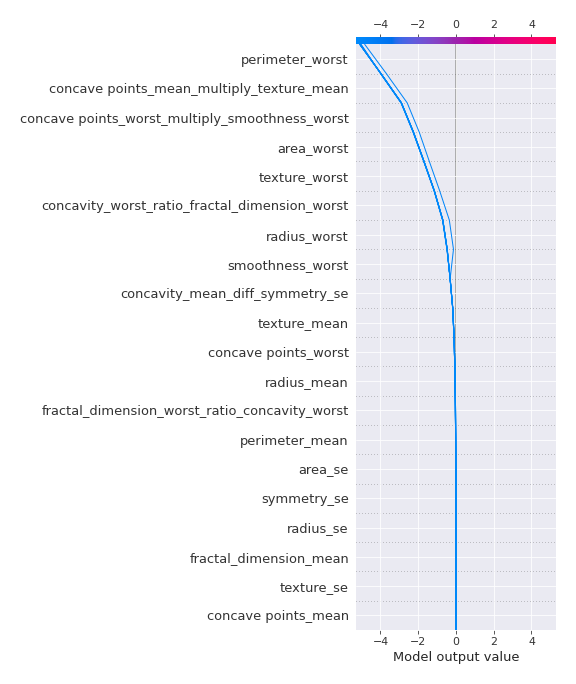 −4 −2 0 2 4
perimeter_worst
concave points_mean_multiply_texture_mean
concave points_worst_multiply_smoothness_worst
area_worst
texture_worst
concavity_worst_ratio_fractal_dimension_worst
radius_worst
smoothness_worst
concavity_mean_diff_symmetry_se
texture_mean
concave points_worst
radius_mean
fractal_dimension_worst_ratio_concavity_worst
perimeter_mean
area_se
symmetry_se
radius_se
fractal_dimension_mean
texture_se
concave points_mean
−4 −2 0 2 4
Model output value